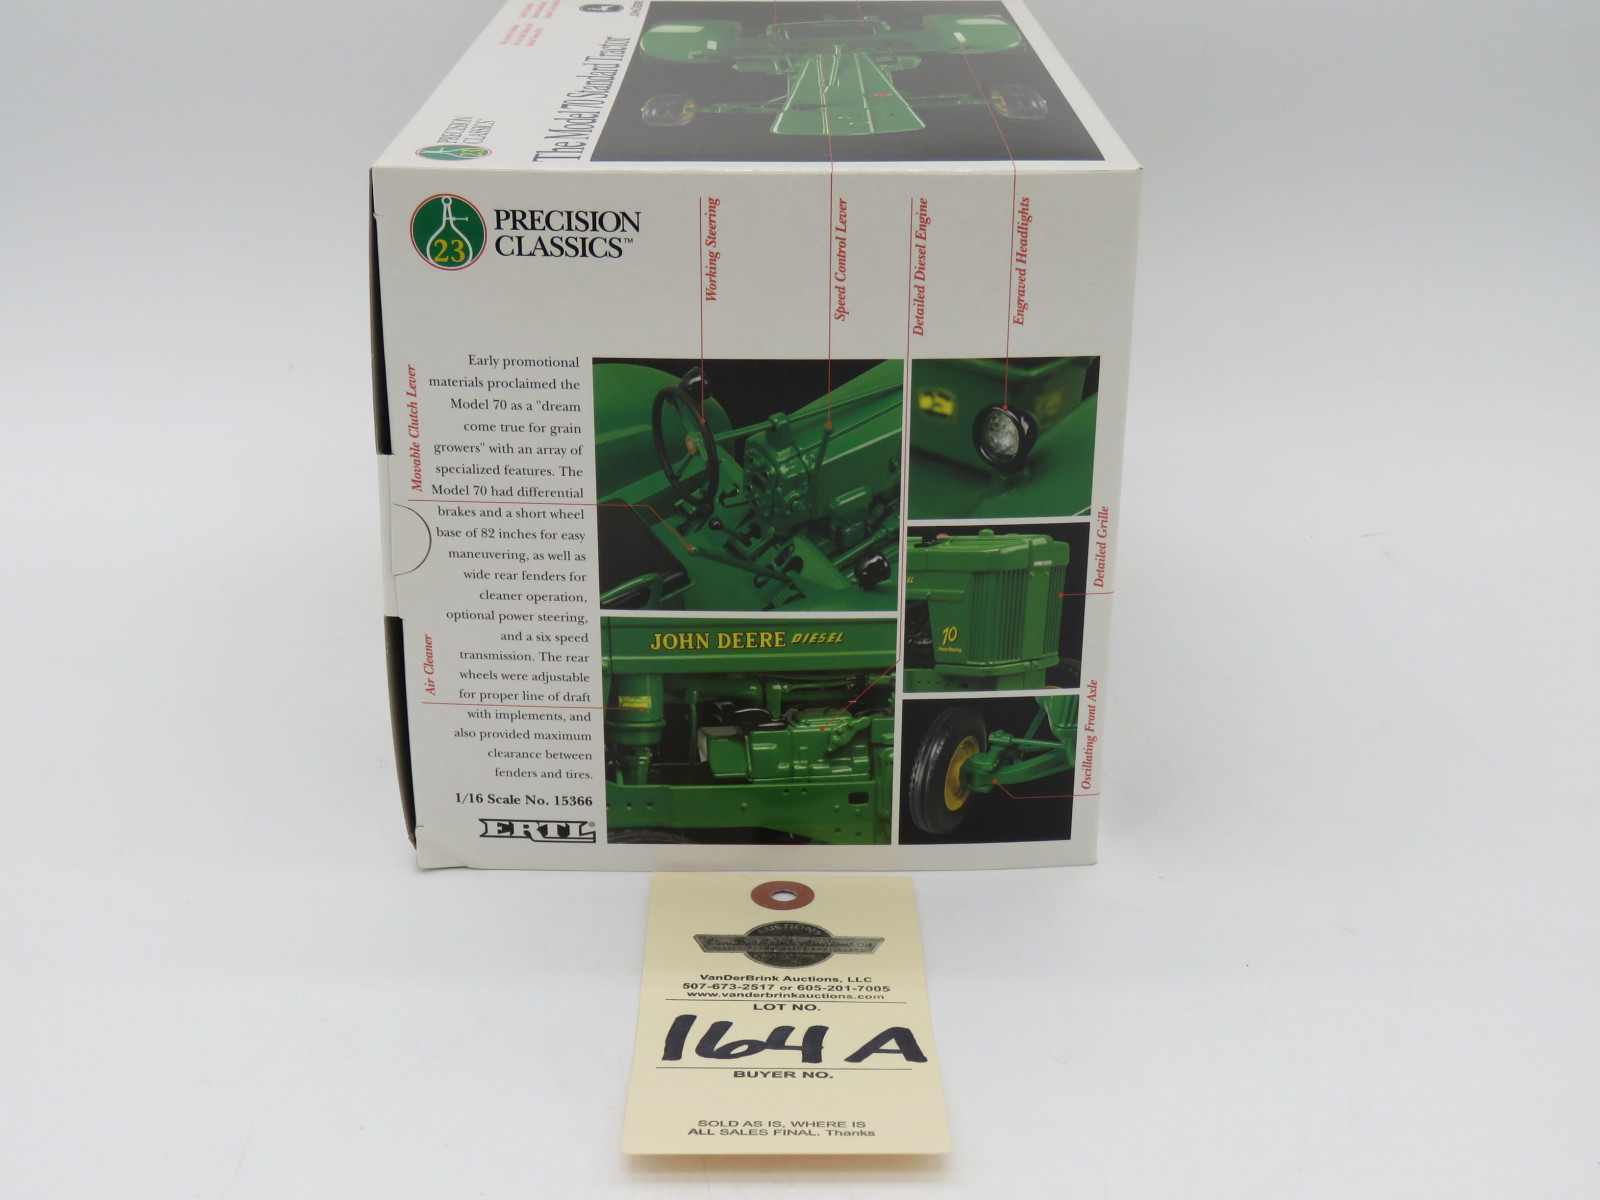 JOHN DEERE
The Model 70 Standard Tractor
PRECISION
CLASSICS
23
PRECISION
CLASSICS™
23
Working Steering
Speed Control Lever
Detailed Diesel Engine
Engraved Headlights
Movable Clutch Lever
Early promotional
materials proclaimed the
Model 70 as a "dream
come true for grain
growers" with an array of
specialized features. The
Model 70 had differential
brakes and a short wheel
base of 82 inches for easy
maneuvering, as well as
wide rear fenders for
cleaner operation,
optional power steering,
and a six speed
transmission. The rear
wheels were adjustable
for proper line of draft
with implements, and
also provided maximum
clearance between
fenders and tires.
Air Cleaner
Detailed Grille
Oscillating Front Axle
JOHN DEERE DIESEL
70
Power Steering
1/16 Scale No. 15366
ERTL®
AUCTIONS
VanDerBrink Auctions, LLC
507-673-2517 or 605-201-7005
www.vanderbrinkauctions.com
LOT NO.
164A
BUYER NO.
SOLD AS IS, WHERE IS
ALL SALES FINAL. Thanks